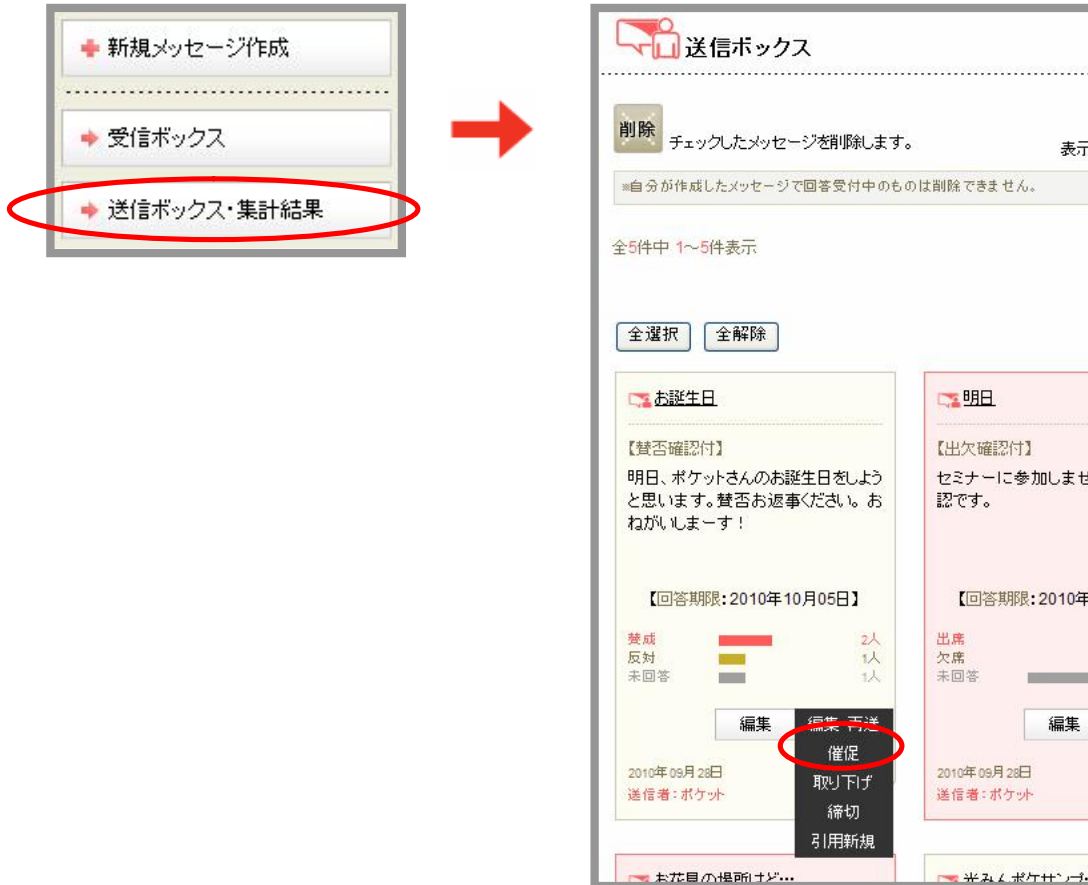 新規メッセージ作成
受信ボックス
送信ボックス・集計結果
送信ボックス
削除
チェックしたメッセージを削除します。
表示
※自分が作成したメッセージで回答受付中のものは削除できません。
全5件中 1～5件表示
全選択
全解除
お誕生日
【賛否確認付】
明日、ポケットさんのお誕生日をしよう
と思います。賛否お返事ください。お
ねがいしまーす！
【回答期限：2010年10月05日】
賛成 2人
反対 1人
未回答 1人
編集
編集・再送
催促
取り下げ
締切
引用新規
2010年09月28日
送信者：ポケット
明日
【出欠確認付】
セミナーに参加しませ
認です。
【回答期限：2010年
出席
欠席
未回答
編集
2010年09月28日
送信者：ポケット
お花見の場所はど…